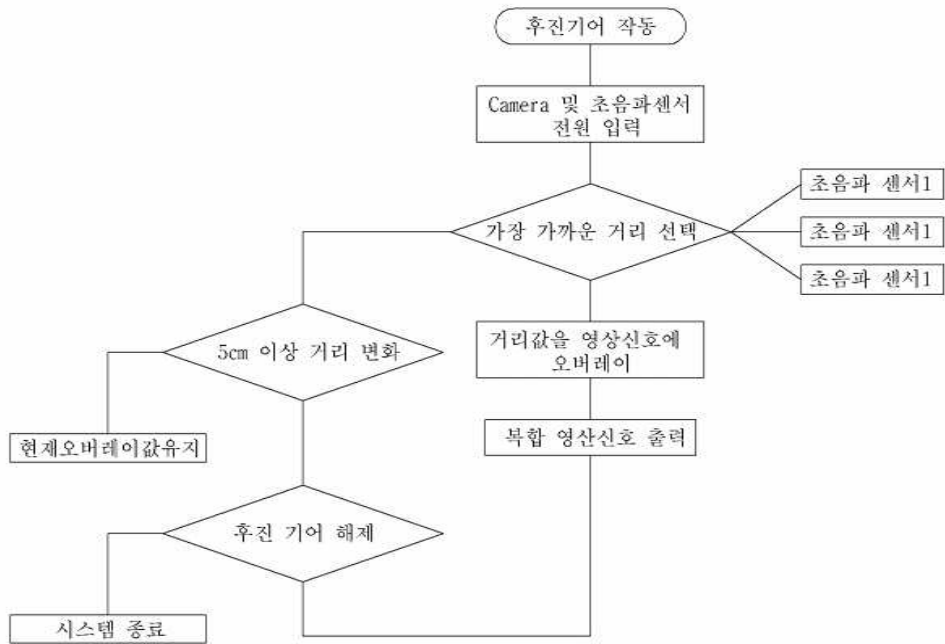 후진기어 작동
Camera 및 초음파센서
전원 입력
초음파 센서1
가장 가까운 거리 선택
초음파 센서1
초음파 센서1
5cm 이상 거리 변화
거리값을 영상신호에
오버레이
현재오버레이값유지
복합 영산신호 출력
후진 기어 해제
시스템 종료